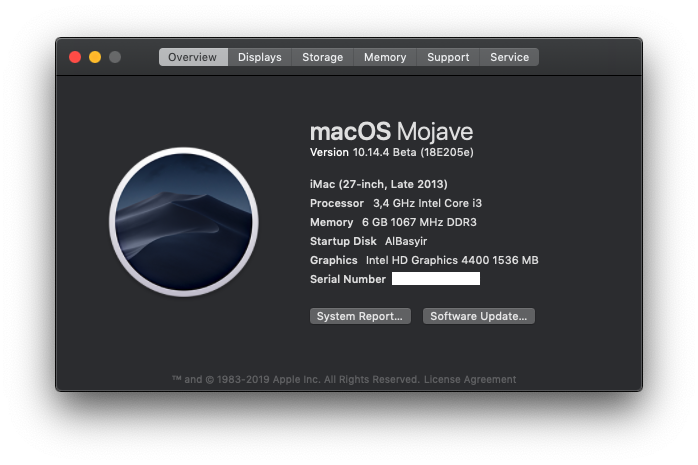 Overview Displays Storage Memory Support Service
macOS Mojave
Version 10.14.4 Beta (18E205e)
iMac (27-inch, Late 2013)
Processor 3,4 GHz Intel Core i3
Memory 6 GB 1067 MHz DDR3
Startup Disk AlBasyir
Graphics Intel HD Graphics 4400 1536 MB
Serial Number
System Report... Software Update...
™ and © 1983-2019 Apple Inc. All Rights Reserved. License Agreement